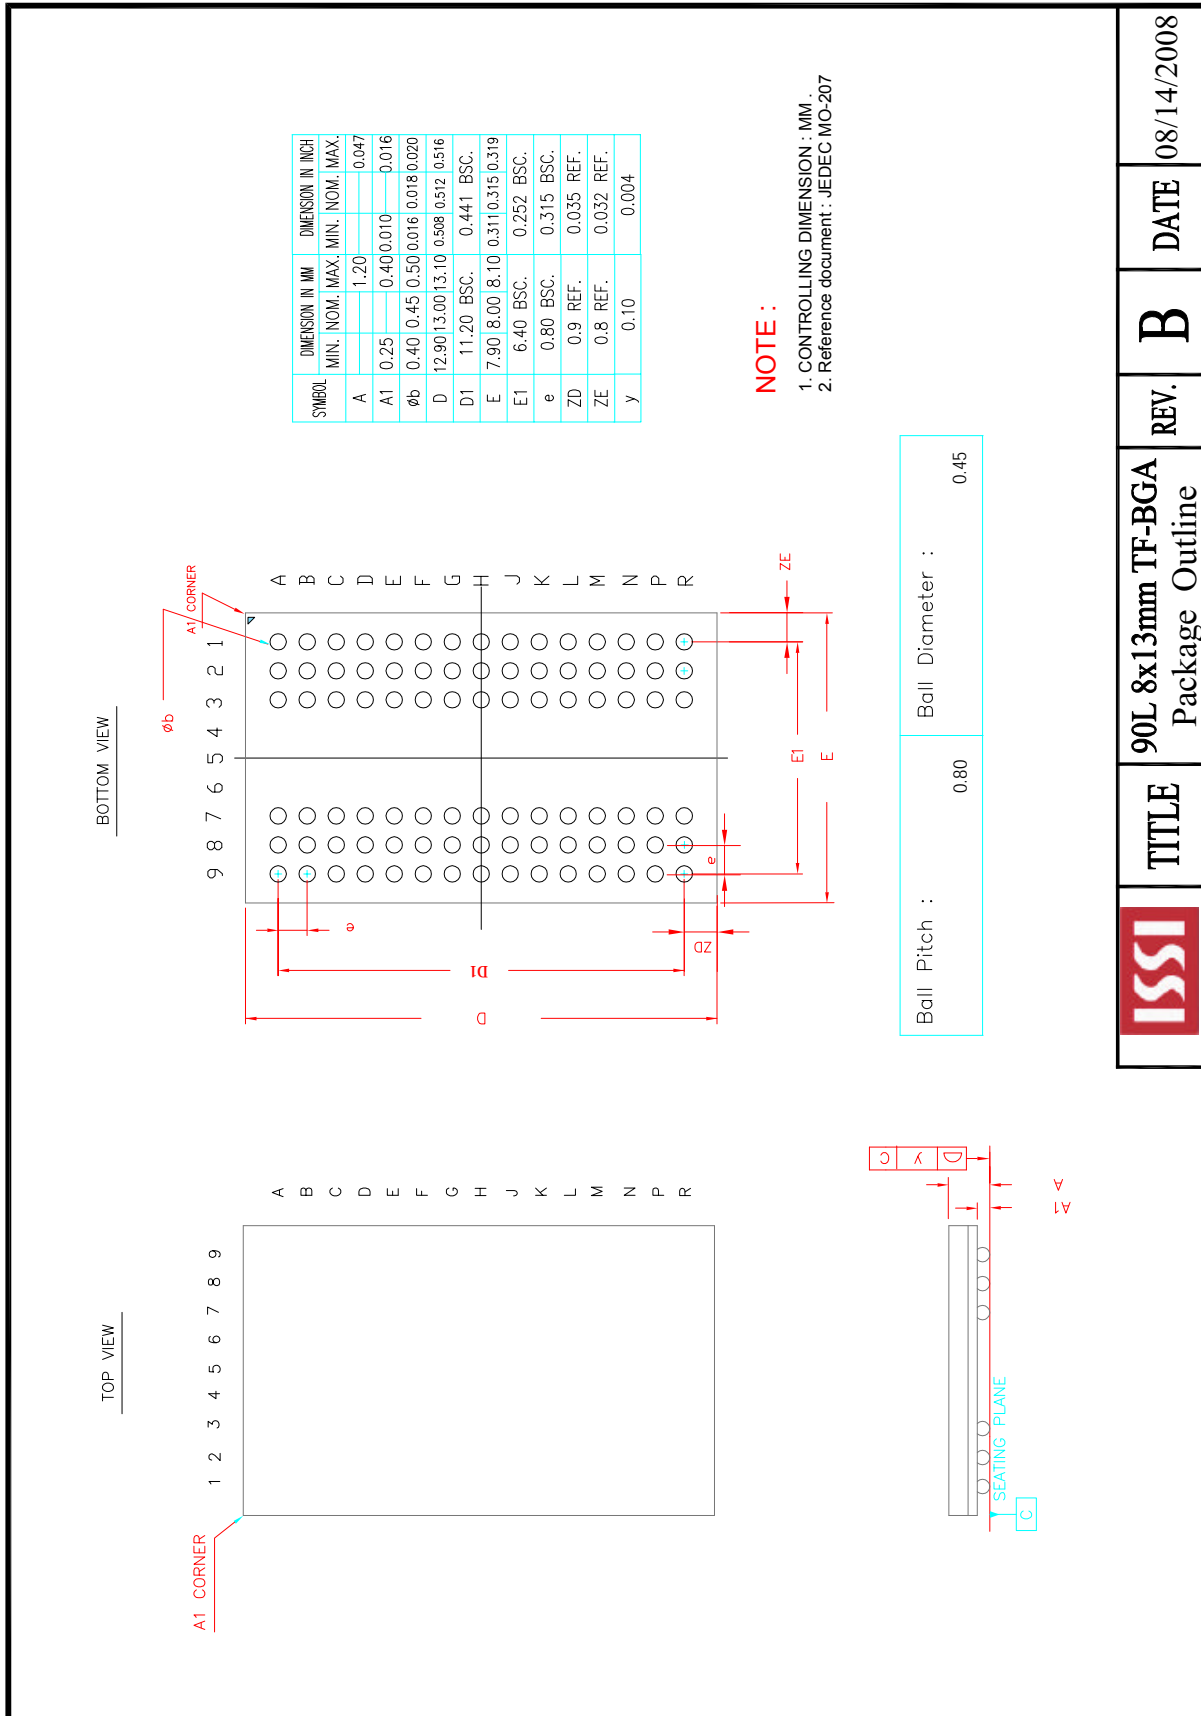 TOP VIEW
A1 CORNER
1 2 3 4 5 6 7 8 9
A
B
C
D
E
F
G
H
J
K
L
M
N
P
R
BOTTOM VIEW
9 8 7 6 5 4 3 2 1
øb
A1 CORNER
A
B
C
D
E
F
G
H
J
K
L
M
N
P
R
e
D1
D
ZD
e
E1
E
ZE
SYMBOL DIMENSION IN MM DIMENSION IN INCH
MIN. NOM. MAX. MIN. NOM. MAX.
A 1.20 0.047
A1 0.25 0.40 0.010 0.016
øb 0.40 0.45 0.50 0.016 0.018 0.020
D 12.90 13.00 13.10 0.508 0.512 0.516
D1 11.20 BSC. 0.441 BSC.
E 7.90 8.00 8.10 0.311 0.315 0.319
E1 6.40 BSC. 0.252 BSC.
e 0.80 BSC. 0.315 BSC.
ZD 0.9 REF. 0.035 REF.
ZE 0.8 REF. 0.032 REF.
y 0.10 0.004
NOTE :
1. CONTROLLING DIMENSION : MM .
2. Reference document : JEDEC MO-207
SEATING PLANE
C
D y C
A
A1
Ball Pitch : 0.80 Ball Diameter : 0.45
ISSI
TITLE
90L 8x13mm TF-BGA
Package Outline
REV.
B
DATE
08/14/2008